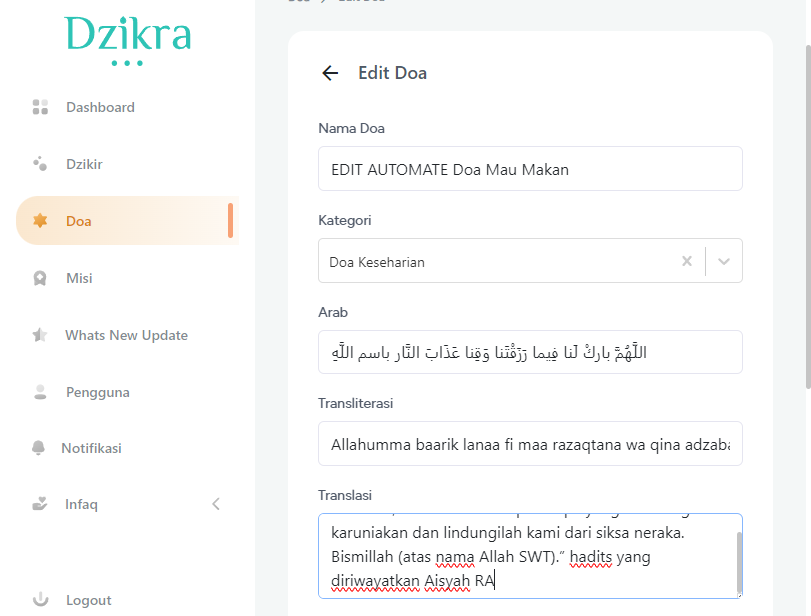 Dzikra
Dashboard
Dzikir
Doa
Misi
Whats New Update
Pengguna
Notifikasi
Infaq
Logout
Edit Doa
Nama Doa
EDIT AUTOMATE Doa Mau Makan
Kategori
Doa Keseharian
Arab
اللَّهُمَّ بارِكْ لَنا فِيما رَزَقْتَنا وَقِنا عَذَابَ النَّار باسم اللَّهِ
Transliterasi
Allahumma baarik lanaa fi maa razaqtana wa qina adzaba
Translasi
karuniakan dan lindungilah kami dari siksa neraka.
Bismillah (atas nama Allah SWT).” hadits yang
diriwayatkan Aisyah RA